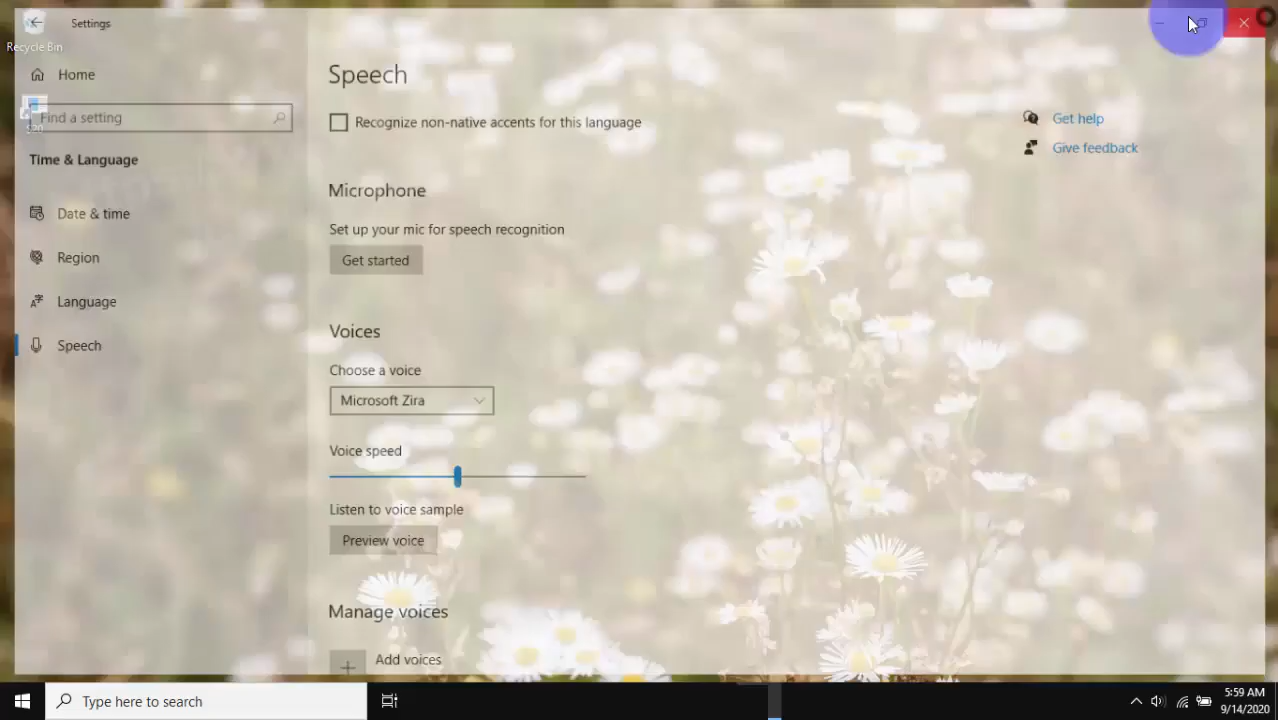 Settings
Recycle Bin
Home
Find a setting
Time & Language
Date & time
Region
Language
Speech
Speech
Recognize non-native accents for this language
Microphone
Set up your mic for speech recognition
Get started
Voices
Choose a voice
Microsoft Zira
Voice speed
Listen to voice sample
Preview voice
Manage voices
Add voices
Get help
Give feedback
Type here to search
5:59 AM
9/14/2020